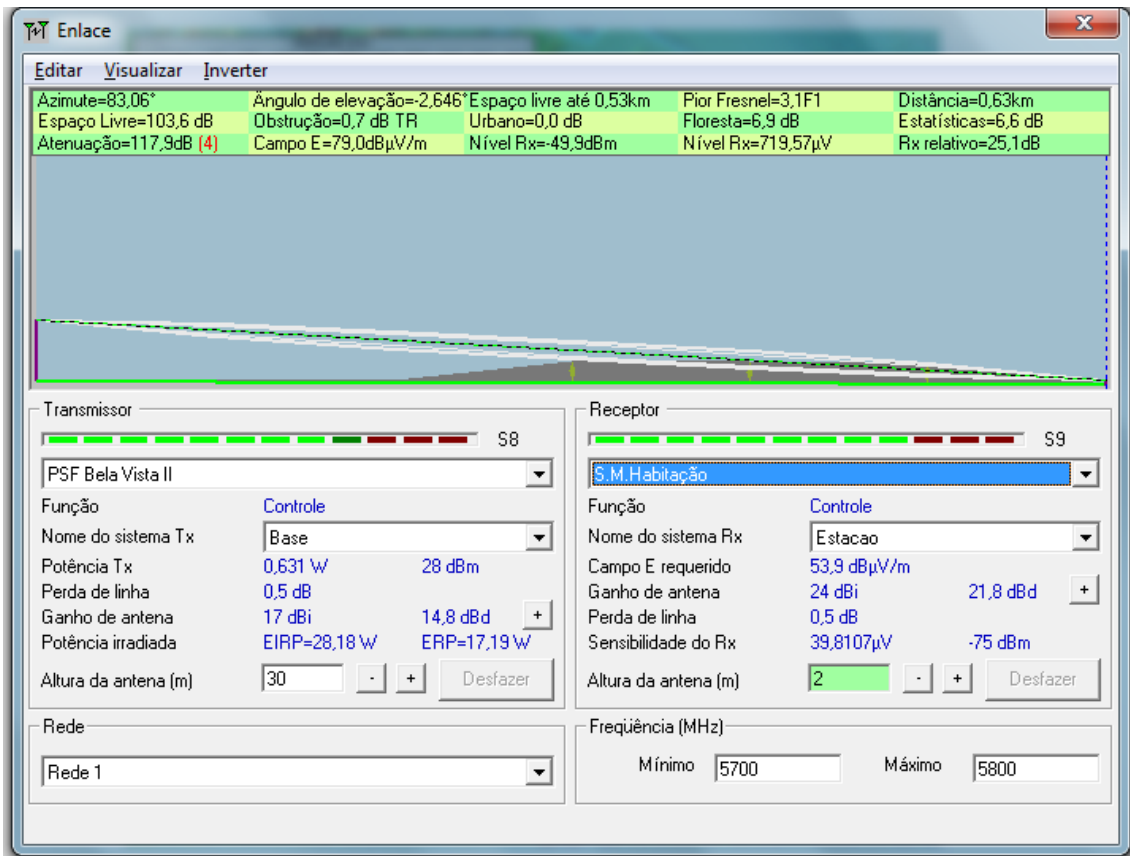 Enlace
Editar Visualizar Inverter
Azimute=83,06° Ängulo de elevação=-2,646° Espaço livre até 0,53km Pior Fresnel=3,1F1 Distância=0,63km
Espaço Livre=103,6 dB Obstrução=0,7 dB TR Urbano=0,0 dB Floresta=6,9 dB Estatísticas=6,6 dB
Atenuação=117,9dB (4) Campo E=79,0dBµV/m Nível Rx=-49,9dBm Nível Rx=719,57µV Rx relativo=25,1dB
Transmissor
S8
PSF Bela Vista II
Função Controle
Nome do sistema Tx Base
Potência Tx 0,631 W 28 dBm
Perda de linha 0,5 dB
Ganho de antena 17 dBi 14,8 dBd +
Potência irradiada EIRP=28,18 W ERP=17,19 W
Altura da antena (m) 30 - + Desfazer
Receptor
S9
S.M.Habitação
Função Controle
Nome do sistema Rx Estacao
Campo E requerido 53,9 dBµV/m
Ganho de antena 24 dBi 21,8 dBd +
Perda de linha 0,5 dB
Sensibilidade do Rx 39,8107µV -75 dBm
Altura da antena (m) 2 - + Desfazer
Rede
Rede 1
Freqüência (MHz)
Mínimo 5700 Máximo 5800